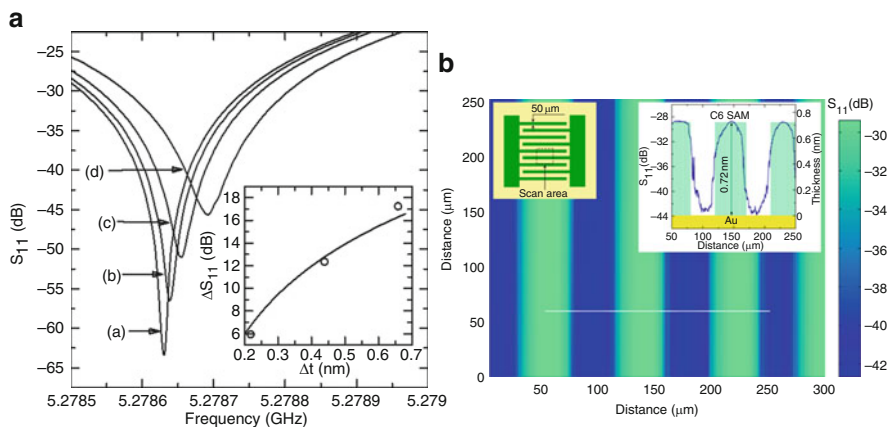 a
S11 (dB)
−25
−30
−35
−40
−45
−50
−55
−60
−65
(d)
(c)
(b)
(a)
ΔS11 (dB)
18
16
14
12
10
8
6
0.2 0.3 0.4 0.5 0.6 0.7
Δt (nm)
5.2785 5.2786 5.2787 5.2788 5.2789 5.279
Frequency (GHz)
b
S11(dB)
250
200
150
100
50
0
Distance (μm)
50 μm
Scan area
C6 SAM
S11(dB)
−28
−32
−36
−40
−44
0.72nm
0.8
0.6
0.4
0.2
0
Thickness (nm)
Au
50 100 150 200 250
Distance (μm)
50 100 150 200 250 300
Distance (μm)
−30
−32
−34
−36
−38
−40
−42